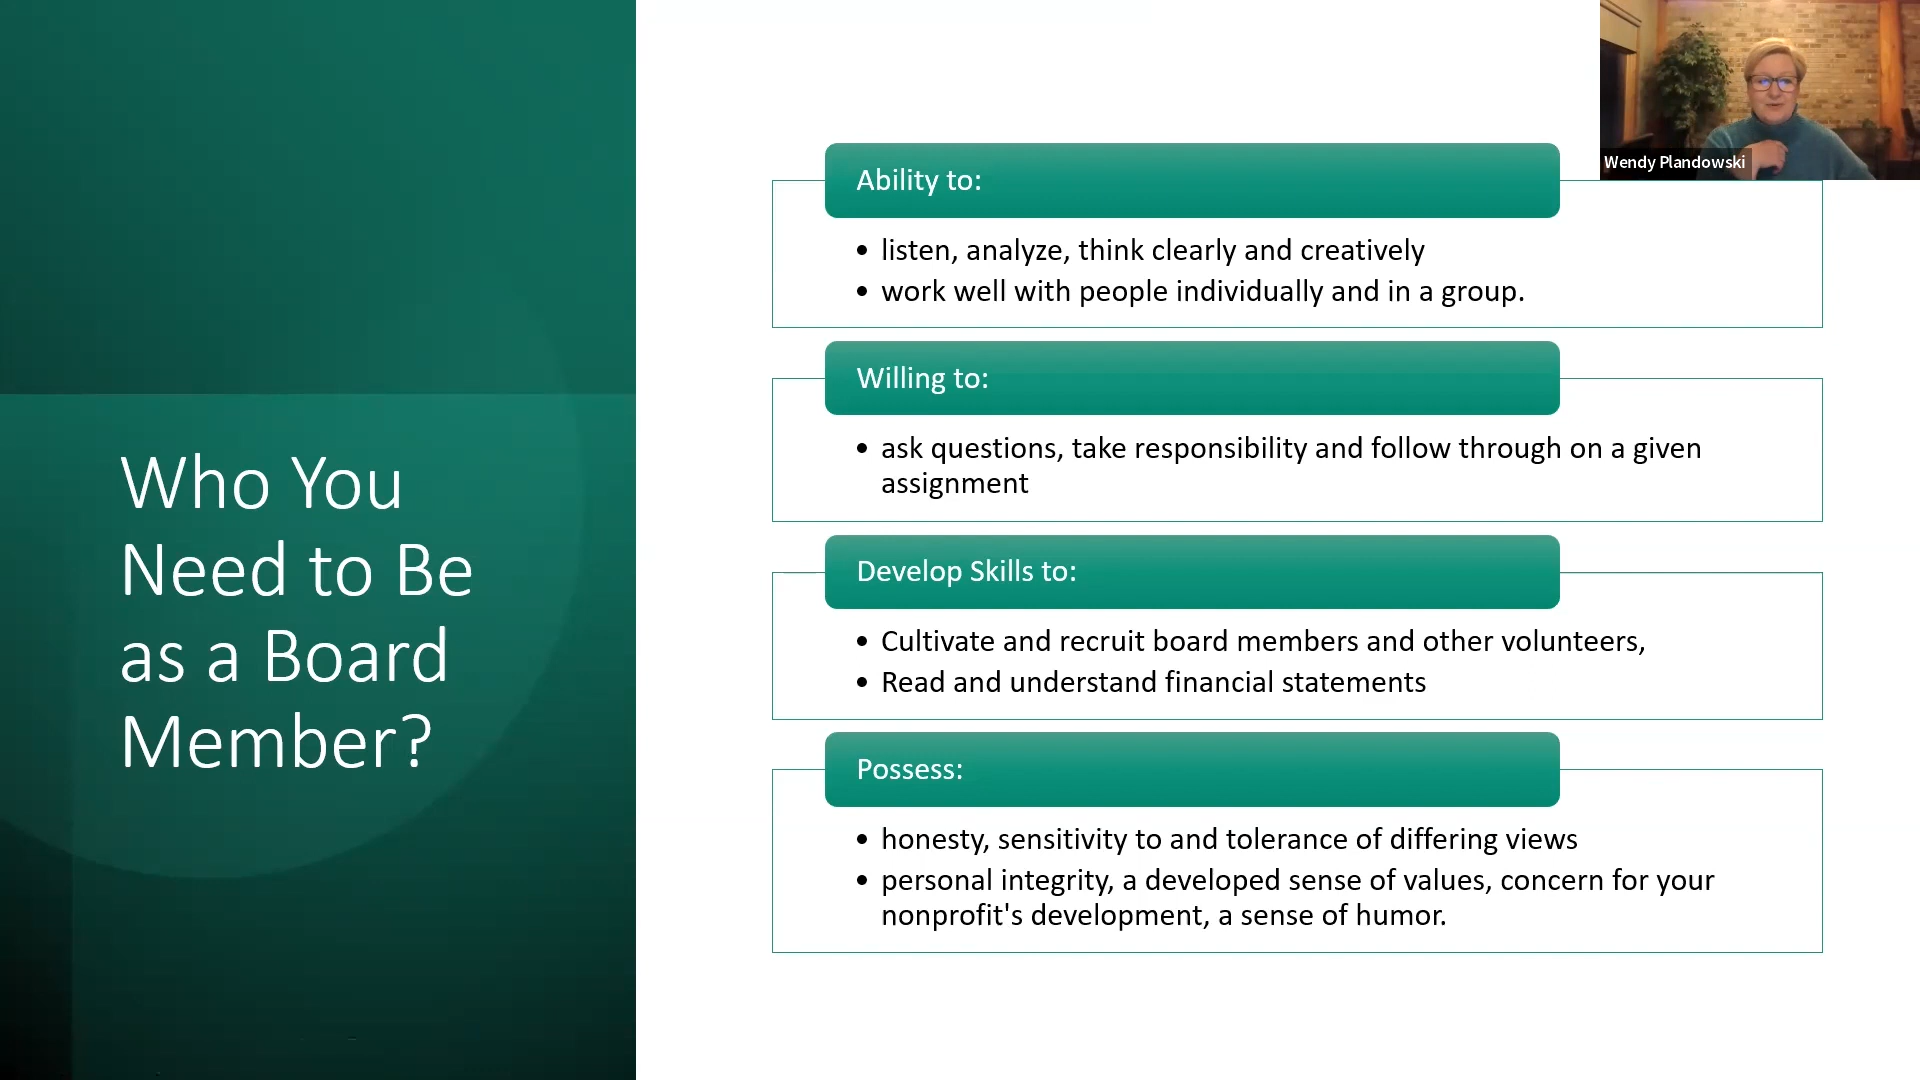 Who You
Need to Be
as a Board
Member?
Wendy Plandowski
Ability to:
• listen, analyze, think clearly and creatively
• work well with people individually and in a group.
Willing to:
• ask questions, take responsibility and follow through on a given
assignment
Develop Skills to:
• Cultivate and recruit board members and other volunteers,
• Read and understand financial statements
Possess:
• honesty, sensitivity to and tolerance of differing views
• personal integrity, a developed sense of values, concern for your
nonprofit's development, a sense of humor.